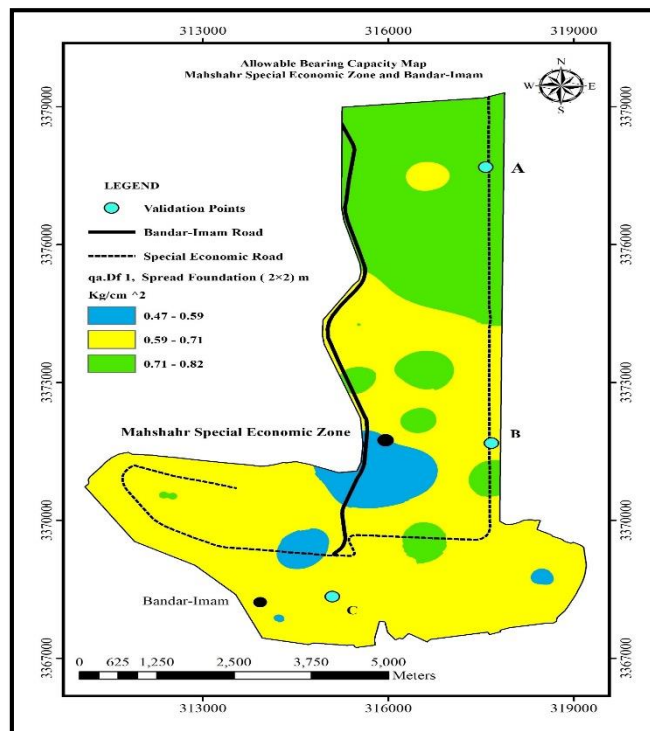 313000 316000 319000
Allowable Bearing Capacity Map
Mahshahr Special Economic Zone and Bandar-Imam
N
W E
S
3379000 3379000
A
LEGEND
Validation Points
Bandar-Imam Road
Special Economic Road
3376000 3376000
qa.Df 1, Spread Foundation ( 2×2) m
Kg/cm ^2
0.47 - 0.59
0.59 - 0.71
0.71 - 0.82
3373000 3373000
Mahshahr Special Economic Zone
B
3370000 3370000
Bandar-Imam
C
0 625 1,250 2,500 3,750 5,000
Meters
3367000 3367000
313000 316000 319000